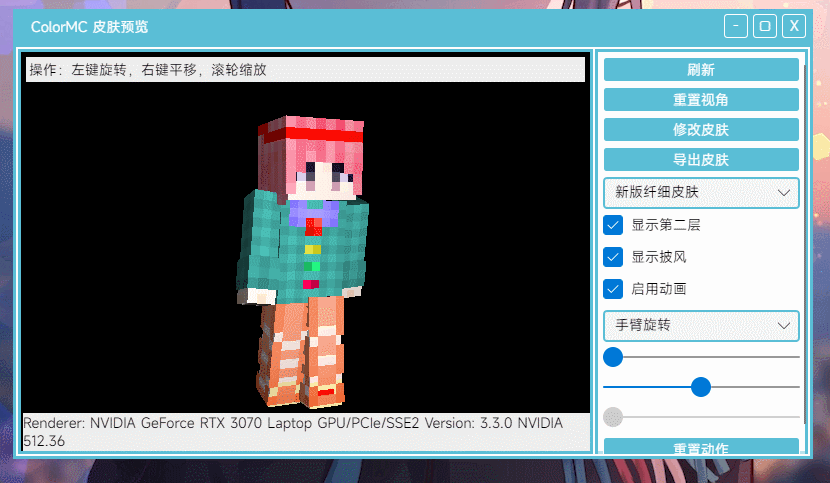 ColorMC 皮肤预览
操作：左键旋转，右键平移，滚轮缩放
Renderer: NVIDIA GeForce RTX 3070 Laptop GPU/PCIe/SSE2 Version: 3.3.0 NVIDIA
512.36
刷新
重置视角
修改皮肤
导出皮肤
新版纤细皮肤
显示第二层
显示披风
启用动画
手臂旋转
重置动作